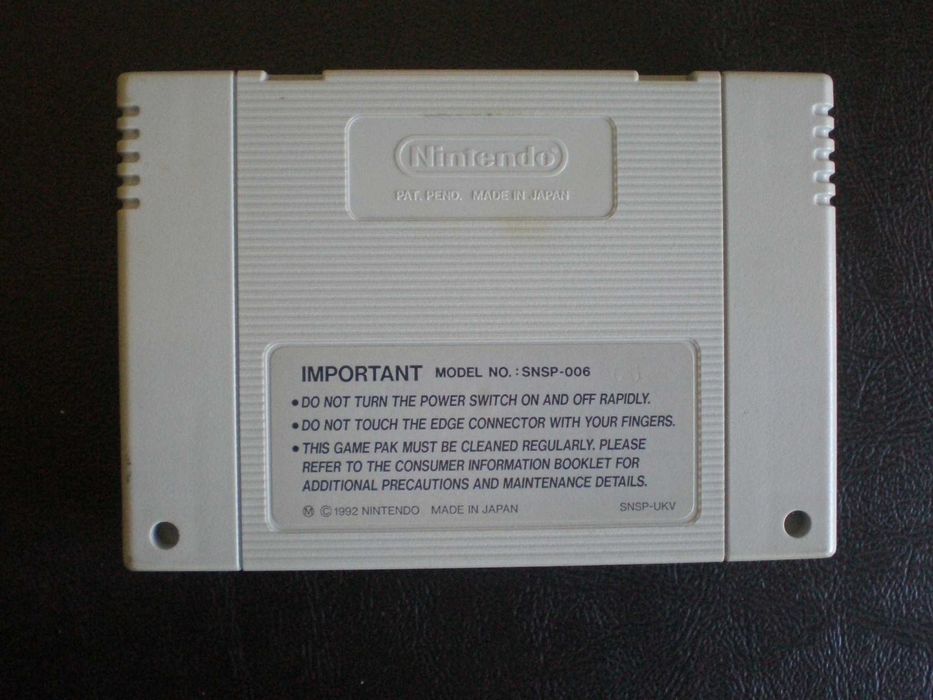 Nintendo®
PAT. PEND. MADE IN JAPAN
IMPORTANT MODEL NO. : SNSP-006
• DO NOT TURN THE POWER SWITCH ON AND OFF RAPIDLY.
• DO NOT TOUCH THE EDGE CONNECTOR WITH YOUR FINGERS.
• THIS GAME PAK MUST BE CLEANED REGULARLY. PLEASE
REFER TO THE CONSUMER INFORMATION BOOKLET FOR
ADDITIONAL PRECAUTIONS AND MAINTENANCE DETAILS.
Ⓜ © 1992 NINTENDO MADE IN JAPAN SNSP-UKV